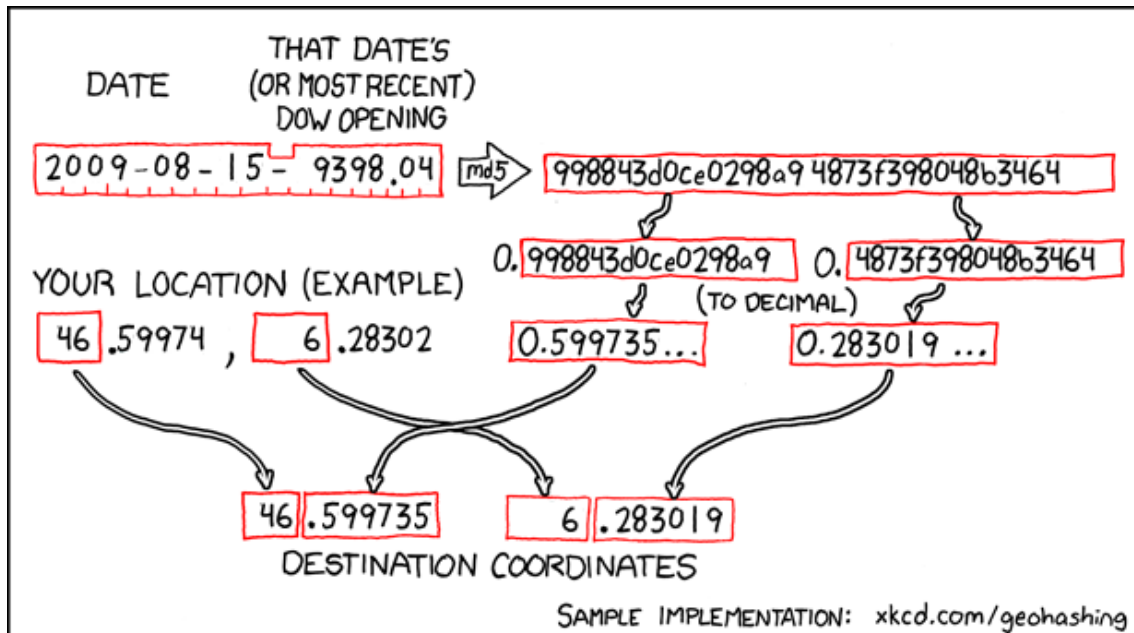 DATE
THAT DATE'S
(OR MOST RECENT)
DOW OPENING
2009-08-15- 9398.04
md5
998843d0ce0298a9 4873f398048b3464
0.998843d0ce0298a9
0.4873f398048b3464
(TO DECIMAL)
YOUR LOCATION (EXAMPLE)
46.59974, 6.28302
0.599735...
0.283019...
46.599735
6.283019
DESTINATION COORDINATES
SAMPLE IMPLEMENTATION: xkcd.com/geohashing